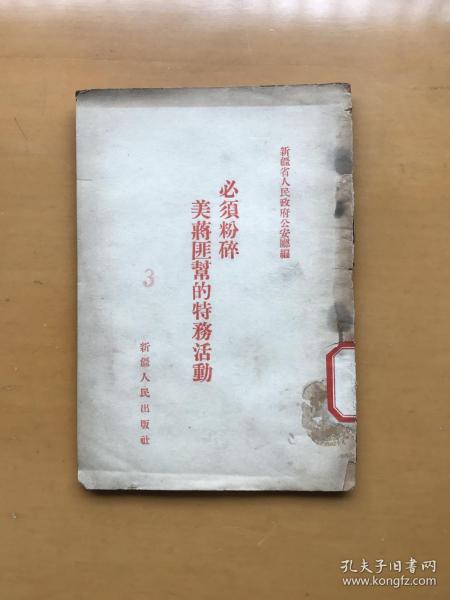 新疆省人民政府公安廳編
必須粉碎
美蔣匪幫的特務活動
3
新疆人民出版社
孔夫子旧书网
www.kongfz.com